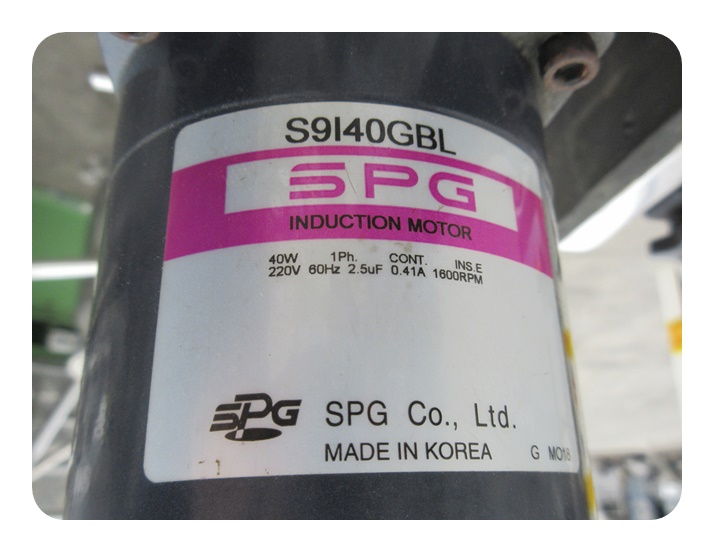 S9I40GBL
SPG
INDUCTION MOTOR
40W 1Ph. CONT. INS.E
220V 60Hz 2.5uF 0.41A 1600RPM
SPG SPG Co., Ltd.
MADE IN KOREA G